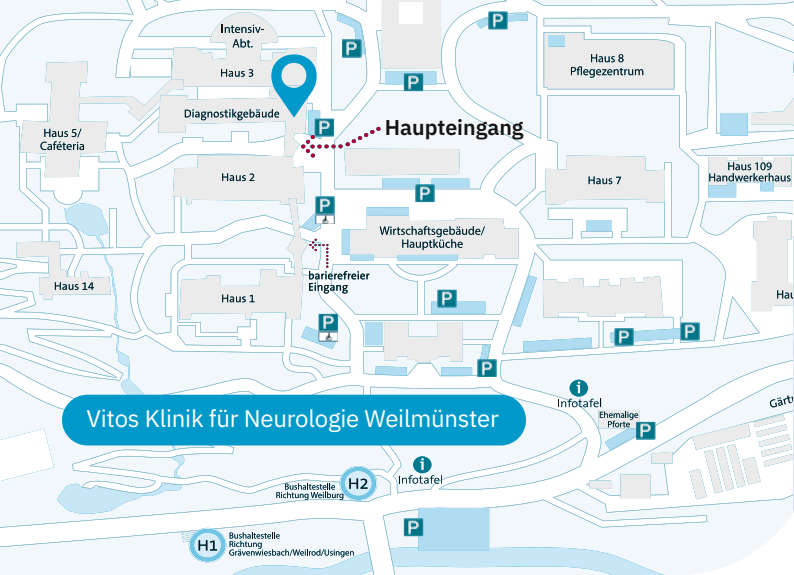 P
Intensiv-
Abt.
P
Haus 3
Haus 8
Pflegezentrum
P
Diagnostikgebäude
P
Haupteingang
Haus 5/
Caféteria
Haus 2
Haus 7
Haus 109
Handwerkerhaus
P
P
Wirtschaftsgebäude/
Hauptküche
barierefreier
Eingang
Haus 14
Haus 1
P
Hau
P
P
P
P
i
Infotafel
Gärt
Ehemalige
Pforte
P
Vitos Klinik für Neurologie Weilmünster
i
Infotafel
Bushaltestelle
Richtung Weilburg
H2
P
H1
Bushaltestelle
Richtung
Grävenwiesbach/Weilrod/Usingen